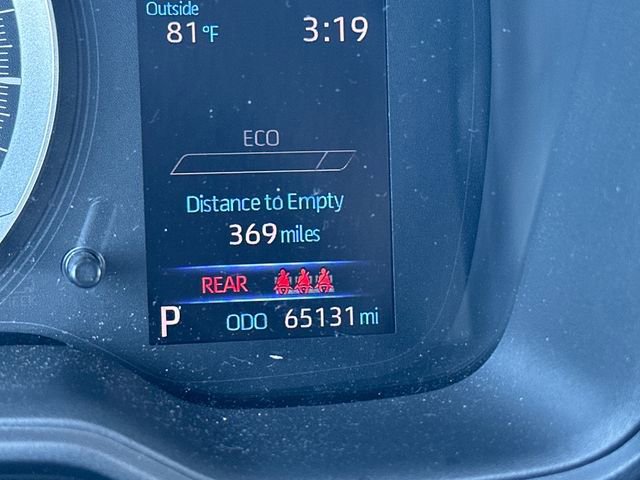 Outside
81°F 3:19
ECO
Distance to Empty
369 miles
REAR
P ODO 65131 mi